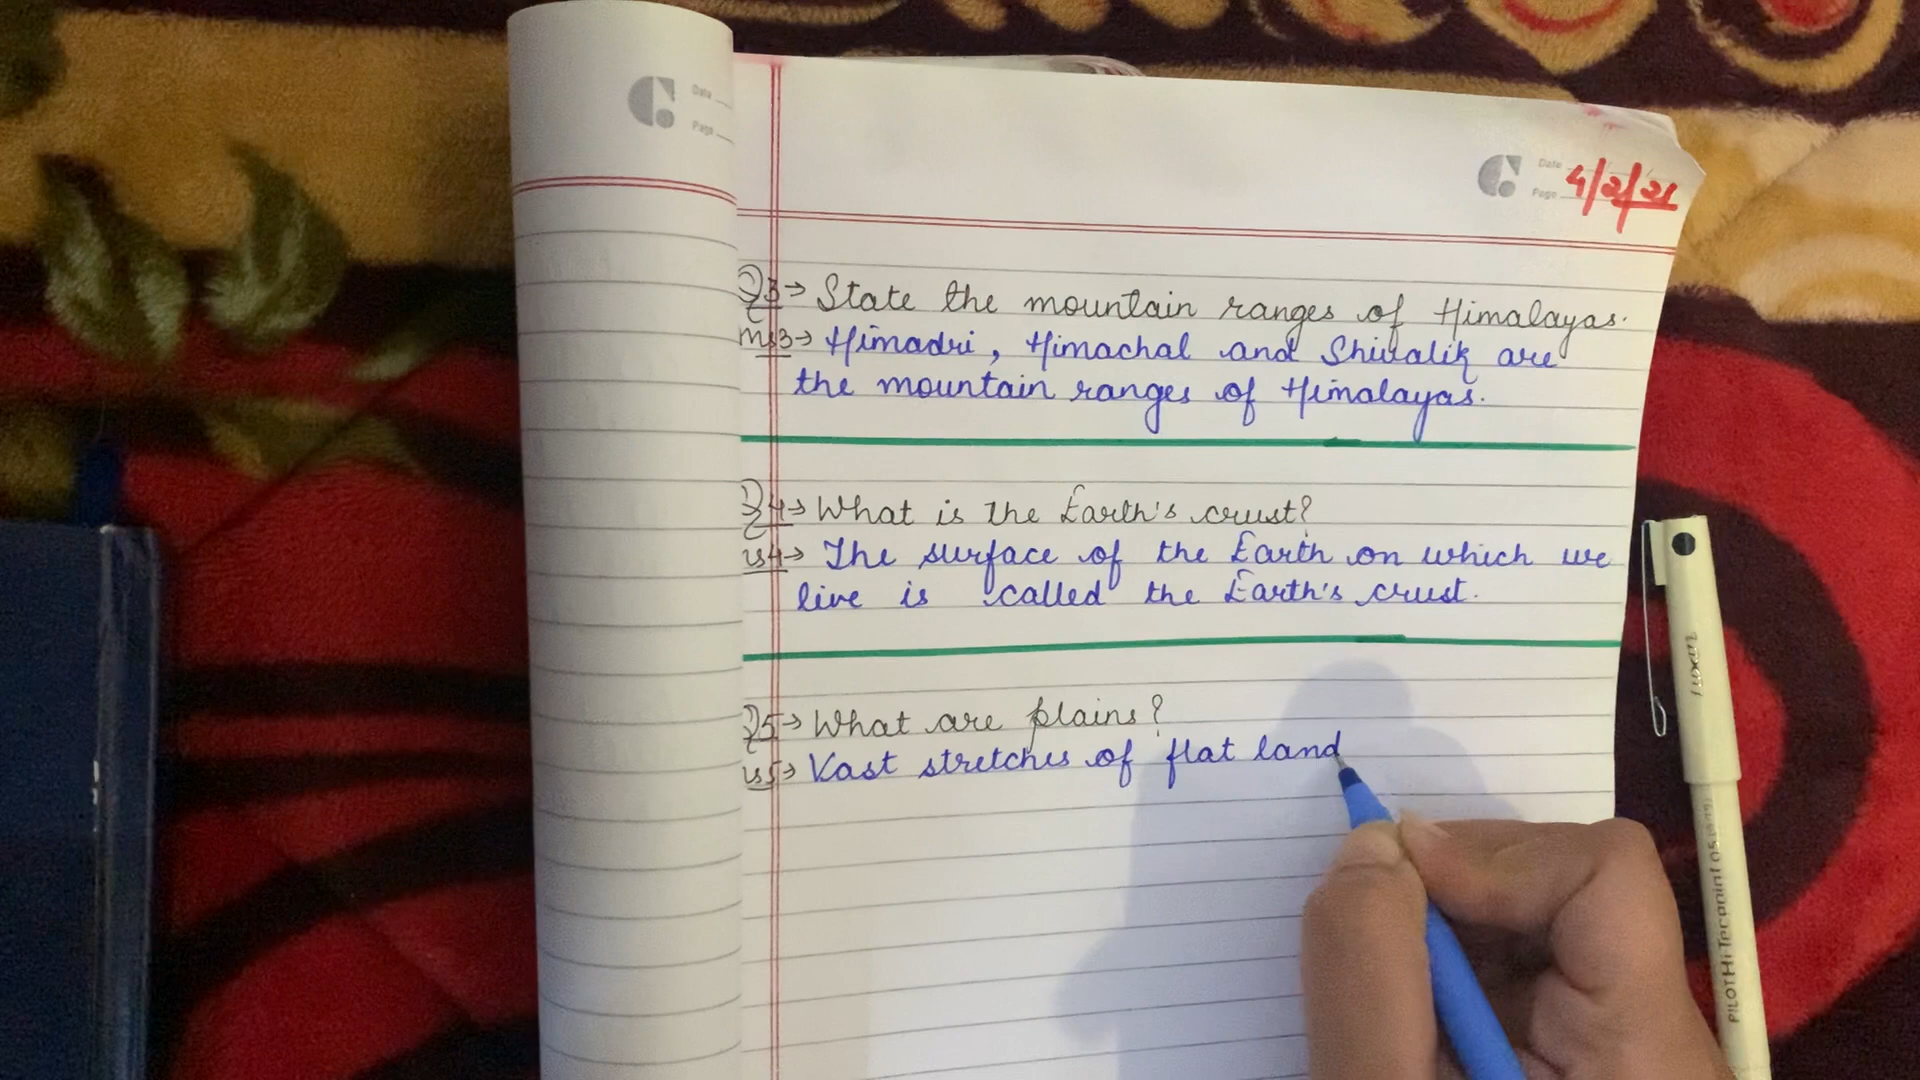 Date
Page
Date
Page
4/2/21
Q3→ State the mountain ranges of Himalayas.
ns3→ Himadri, Himachal and Shivalik are
the mountain ranges of Himalayas.
Q4→ What is the Earth's crust?
s4→ The surface of the Earth on which we
live is called the Earth's crust.
Q5→ What are plains?
s5→ Vast stretches of flat land
luxor
PILOT Hi-Tecpoint 05